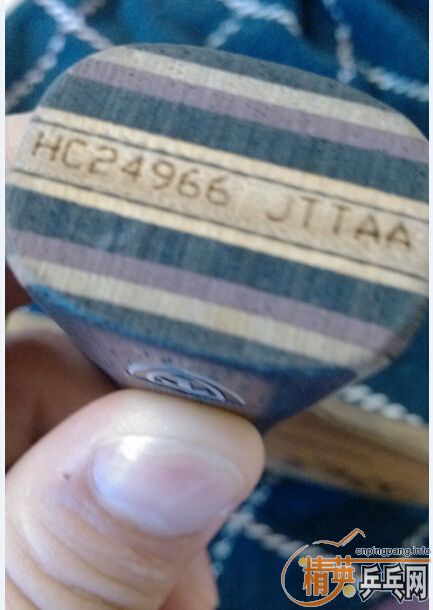 HC24966 JTTAA
cnpingpang.info
精英乒乓网